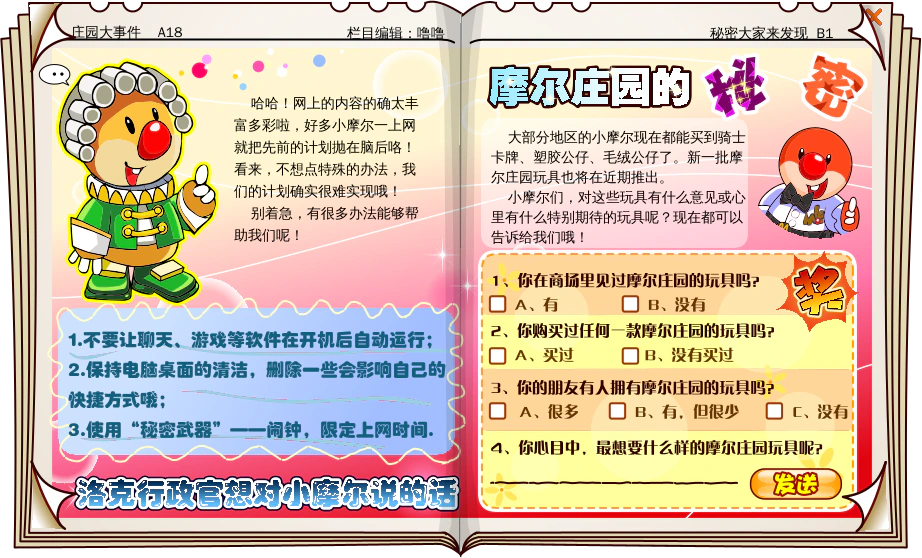 庄园大事件 A18
栏目编辑：噜噜
哈哈！网上的内容的确太丰
富多彩啦，好多小摩尔一上网
就把先前的计划抛在脑后咯！
看来，不想点特殊的办法，我
们的计划确实很难实现哦！
别着急，有很多办法能够帮
助我们呢！
1.不要让聊天、游戏等软件在开机后自动运行；
2.保持电脑桌面的清洁，删除一些会影响自己的
快捷方式哦；
3.使用“秘密武器”——闹钟，限定上网时间.
洛克行政官想对小摩尔说的话
秘密大家来发现 B1
摩尔庄园的秘密
大部分地区的小摩尔现在都能买到骑士
卡牌、塑胶公仔、毛绒公仔了。新一批摩
尔庄园玩具也将在近期推出。
小摩尔们，对这些玩具有什么意见或心
里有什么特别期待的玩具呢？现在都可以
告诉给我们哦！
奖
1、你在商场里见过摩尔庄园的玩具吗？
A、有 B、没有
2、你购买过任何一款摩尔庄园的玩具吗？
A、买过 B、没有买过
3、你的朋友有人拥有摩尔庄园的玩具吗？
A、很多 B、有，但很少 C、没有
4、你心目中，最想要什么样的摩尔庄园玩具呢？
发送